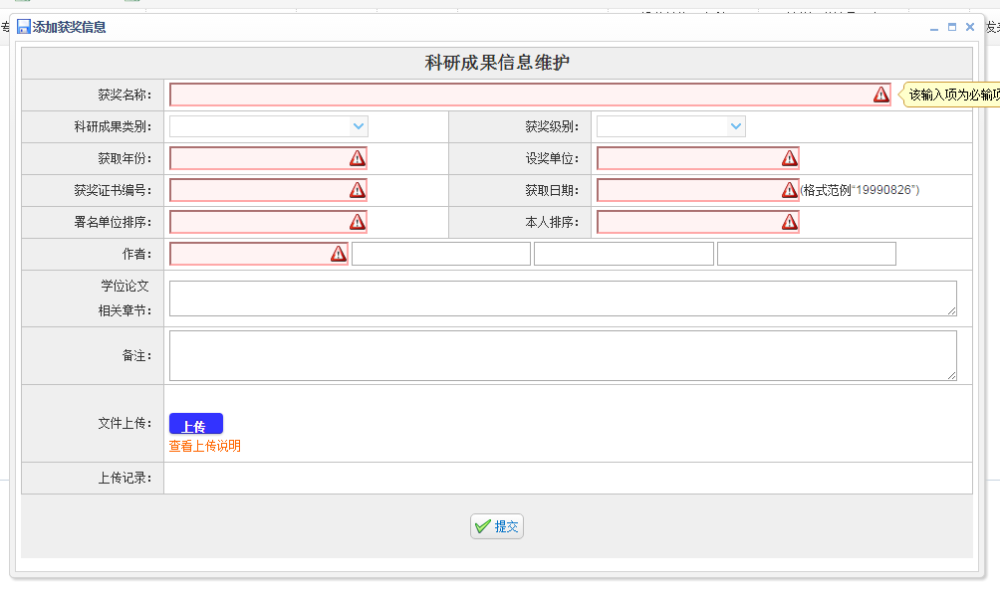 添加获奖信息
科研成果信息维护
获奖名称：
该输入项为必输项
科研成果类别：
获奖级别：
获取年份：
设奖单位：
获奖证书编号：
获取日期：
(格式范例“19990826”)
署名单位排序：
本人排序：
作者：
学位论文
相关章节：
备注：
文件上传：
上传
查看上传说明
上传记录：
提交